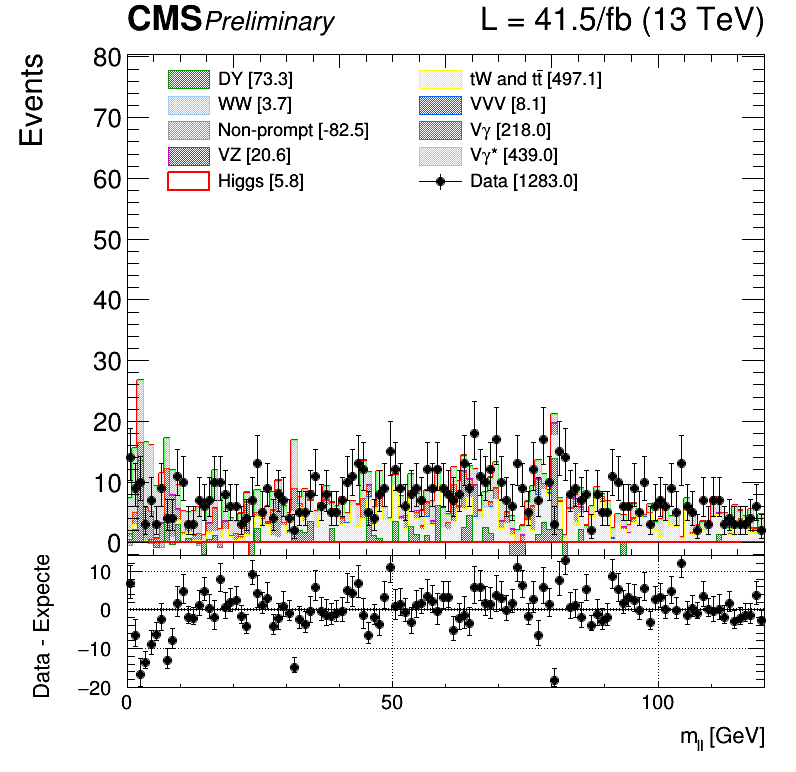 CMS Preliminary L = 41.5/fb (13 TeV)
Events
80
70
60
50
40
30
20
10
0
DY [73.3]
WW [3.7]
Non-prompt [-82.5]
VZ [20.6]
Higgs [5.8]
tW and tt̄ [497.1]
VVV [8.1]
Vγ [218.0]
Vγ* [439.0]
Data [1283.0]
Data - Expecte
10
0
−10
−20
0 50 100
m_ll [GeV]